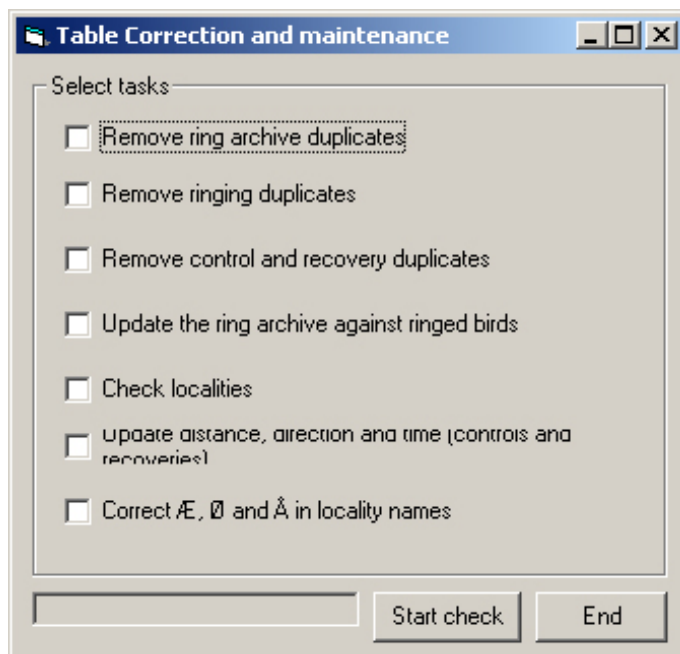 Table Correction and maintenance
Select tasks
Remove ring archive duplicates
Remove ringing duplicates
Remove control and recovery duplicates
Update the ring archive against ringed birds
Check localities
Update distance, direction and time (controls and
recoveries)
Correct Æ, Ø and Å in locality names
Start check
End